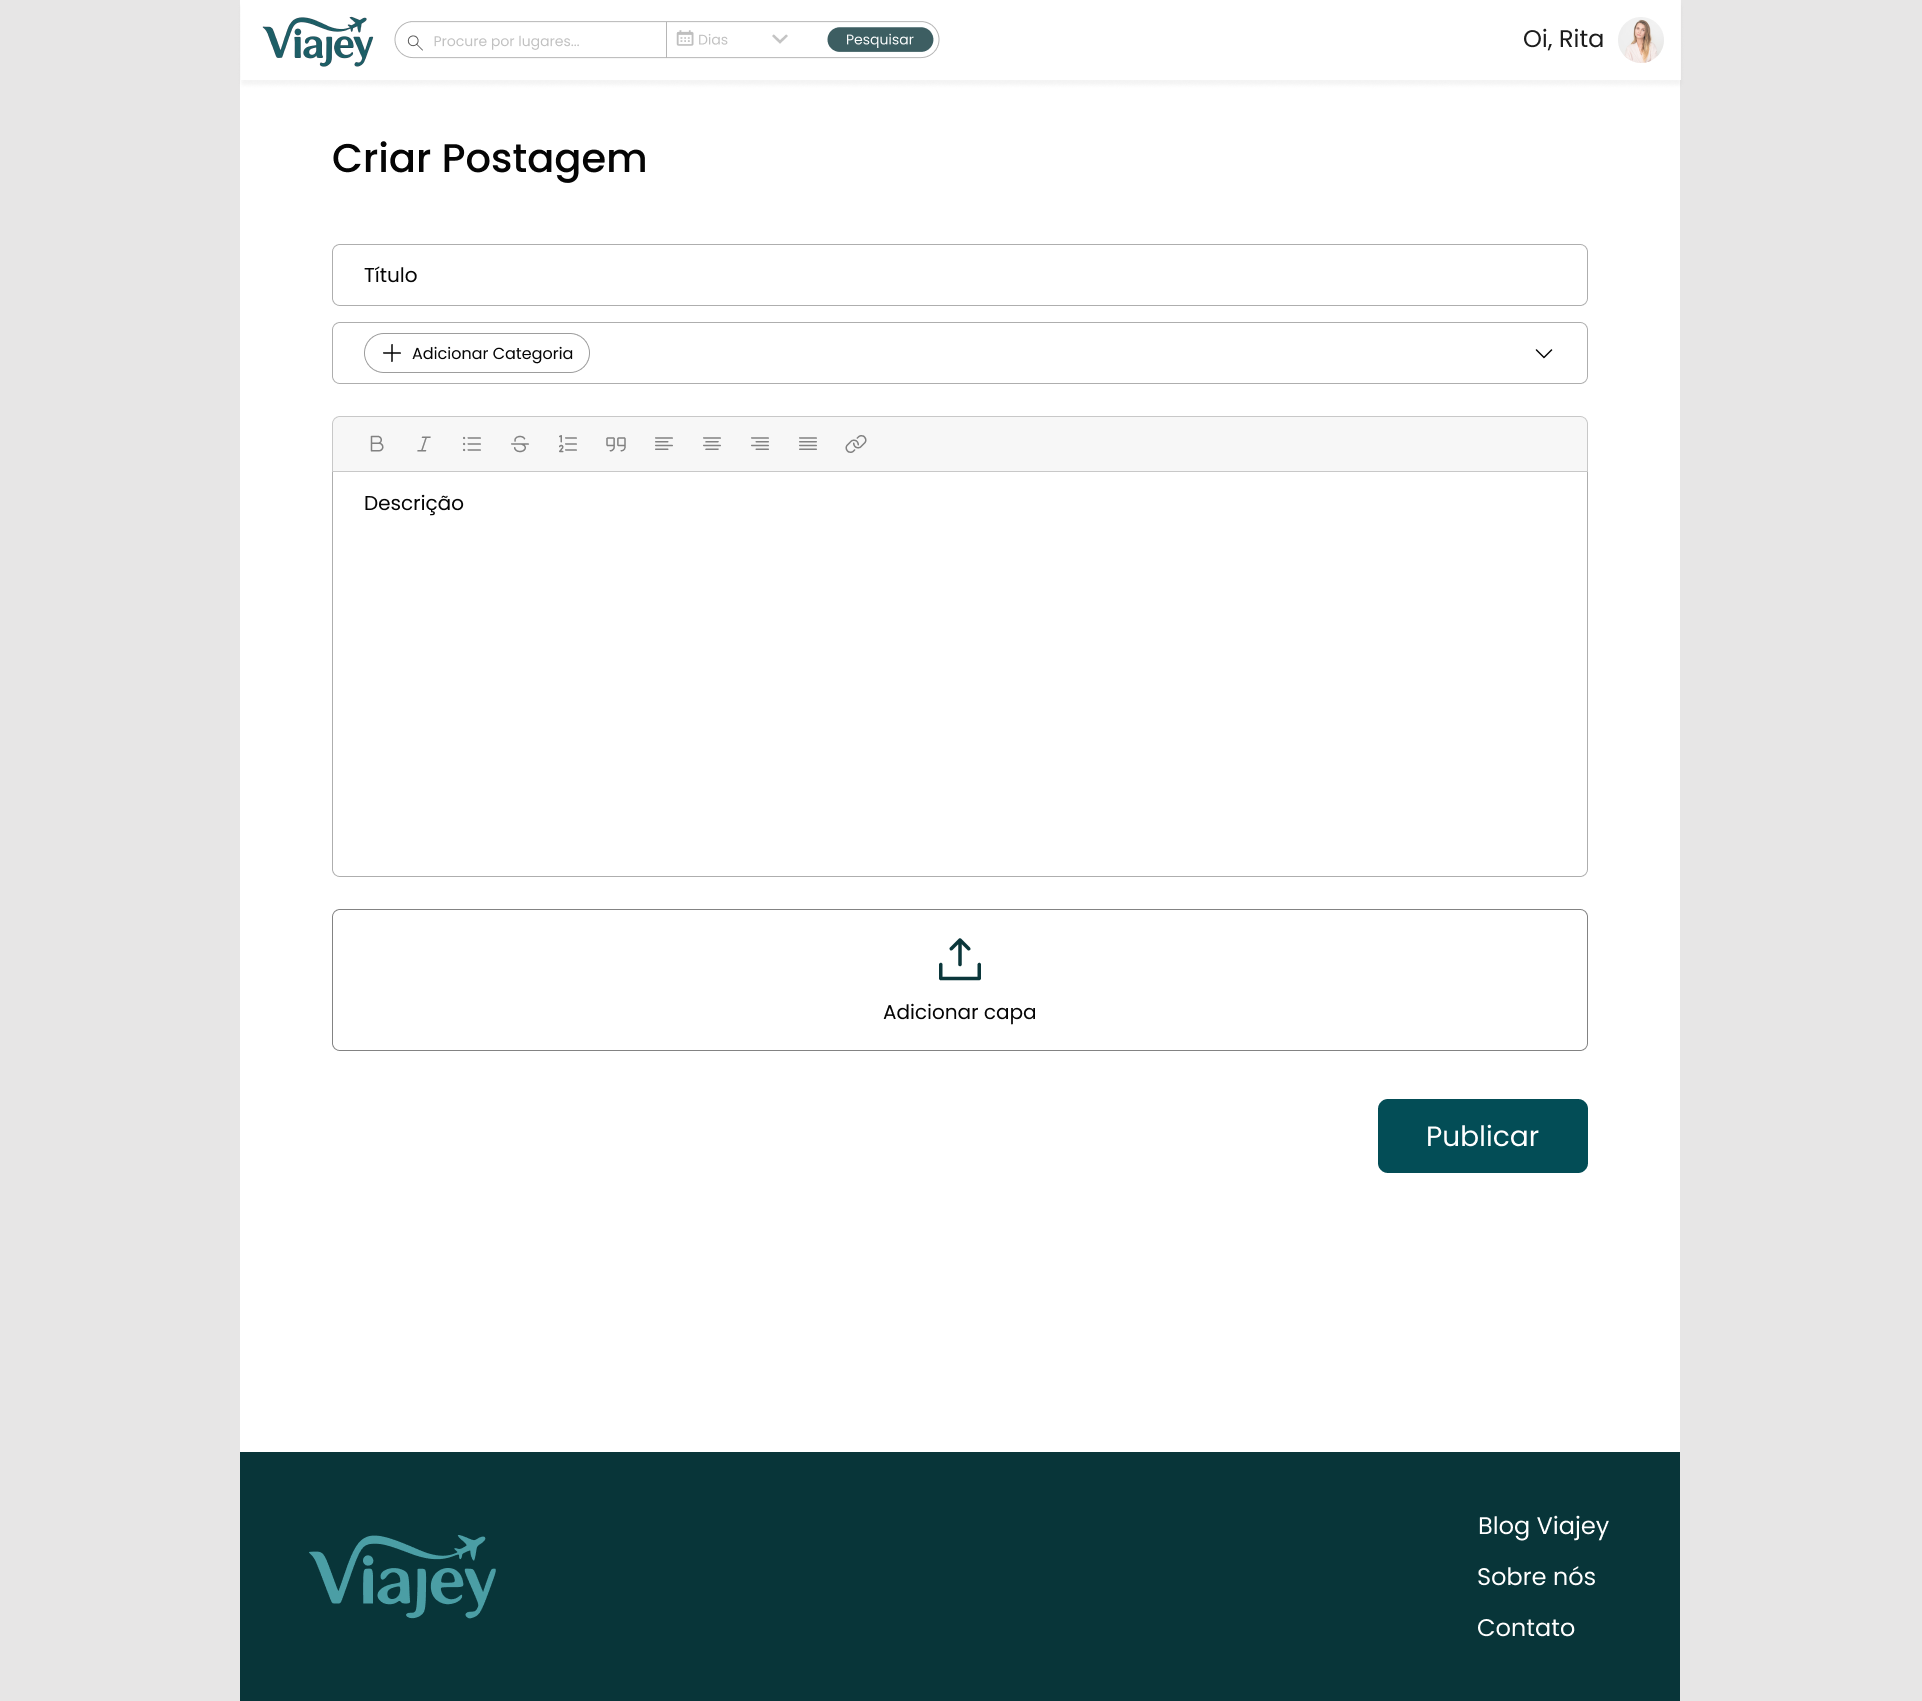 Viajey
Procure por lugares...
Dias
Pesquisar
Oi, Rita
Criar Postagem
Título
Adicionar Categoria
Descrição
Adicionar capa
Publicar
Viajey
Blog Viajey
Sobre nós
Contato